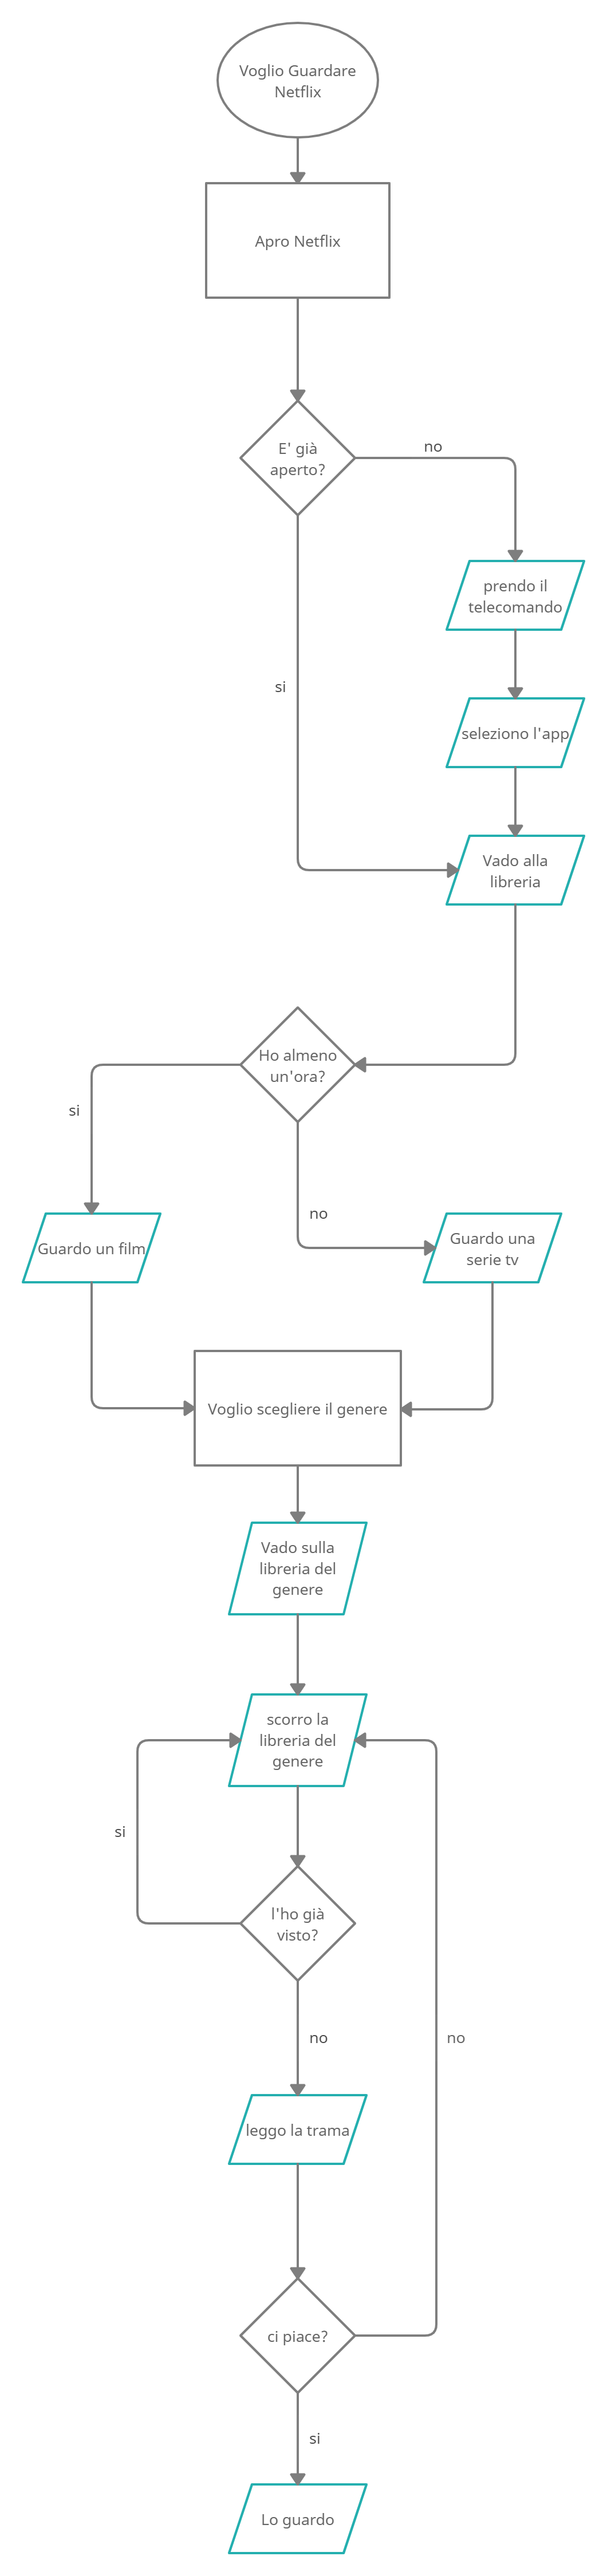 Voglio Guardare
Netflix
Apro Netflix
E' già
aperto?
no
prendo il
telecomando
si
seleziono l'app
Vado alla
libreria
Ho almeno
un'ora?
si
no
Guardo un film
Guardo una
serie tv
Voglio scegliere il genere
Vado sulla
libreria del
genere
scorro la
libreria del
genere
si
l'ho già
visto?
no
no
leggo la trama
ci piace?
si
Lo guardo